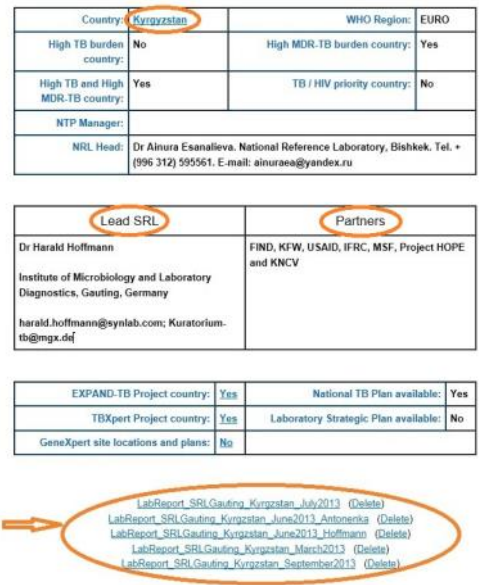 Country: Kyrgyzstan WHO Region: EURO
High TB burden country: No High MDR-TB burden country: Yes
High TB and High MDR-TB country: Yes TB / HIV priority country: No
NTP Manager:
NRL Head: Dr Ainura Esanalieva. National Reference Laboratory, Bishkek. Tel. +
(996 312) 595561. E-mail: ainuraea@yandex.ru
Lead SRL Partners
Dr Harald Hoffmann
Institute of Microbiology and Laboratory
Diagnostics, Gauting, Germany
harald.hoffmann@synlab.com; Kuratorium-
tb@mgx.de
FIND, KFW, USAID, IFRC, MSF, Project HOPE
and KNCV
EXPAND-TB Project country: Yes National TB Plan available: Yes
TBXpert Project country: Yes Laboratory Strategic Plan available: No
GeneXpert site locations and plans: No
LabReport_SRLGauting_Kyrgzstan_July2013 (Delete)
LabReport_SRLGauting_Kyrgzstan_June2013_Antonenka (Delete)
LabReport_SRLGauting_Kyrgzstan_June2013_Hoffmann (Delete)
LabReport_SRLGauting_Kyrgzstan_March2013 (Delete)
LabReport_SRLGauting_Kyrgzstan_September2013 (Delete)